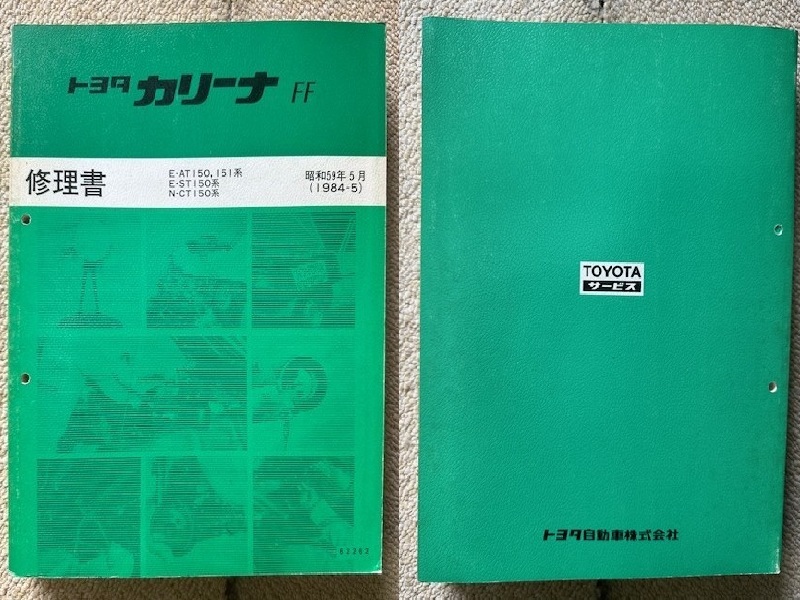 トヨタ カリーナ FF
修理書
E-AT150,151系
E-ST150系
N-CT150系
昭和59年5月
(1984-5)
62262
TOYOTA
サービス
トヨタ自動車株式会社